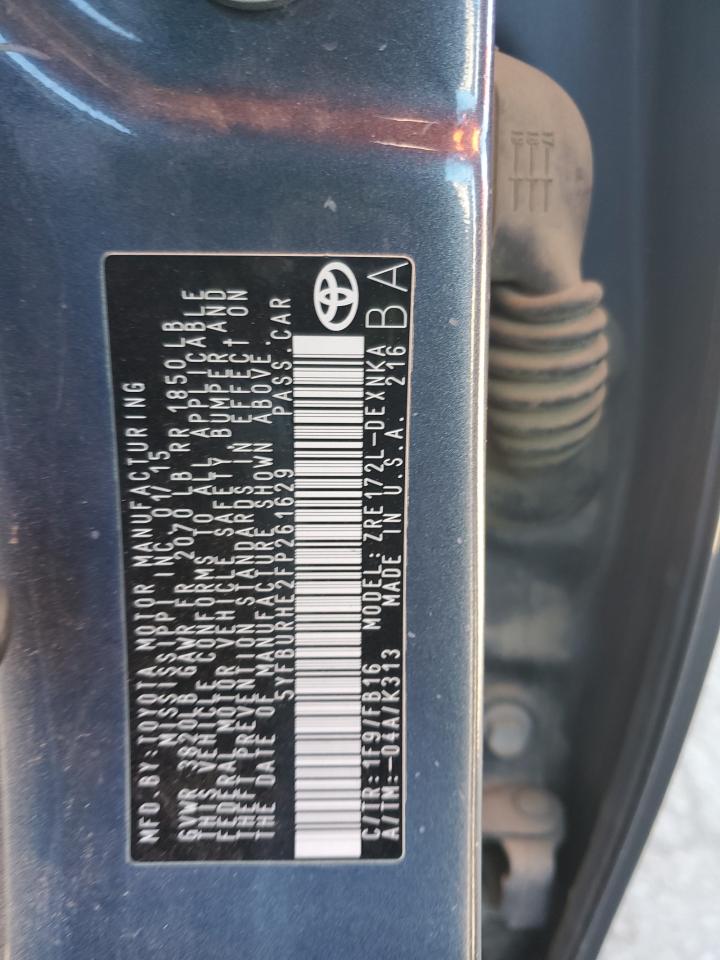 MFD.BY:TOYOTA MOTOR MANUFACTURING
MISSISSIPPI INC. 01/15
GVWR 3820LB GAWR FR 2070 LB RR 1850LB
THIS VEHICLE CONFORMS TO ALL APPLICABLE
FEDERAL MOTOR VEHICLE SAFETY, BUMPER, AND
THEFT PREVENTION STANDARDS IN EFFECT ON
THE DATE OF MANUFACTURE SHOWN ABOVE.
5YFBURHE2FP261629 PASS.CAR
C/TR:1F9/FB16 MODEL:ZRE172L-DEXNKA
A/TM:-04A/K313 MADE IN U.S.A. 216
BA